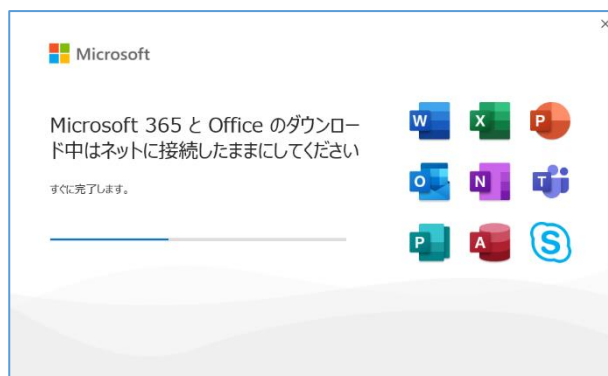 Microsoft
Microsoft 365 と Office のダウンロー
ド中はネットに接続したままにしてください
すぐに完了します。
W
X
P
O
N
T
P
A
S